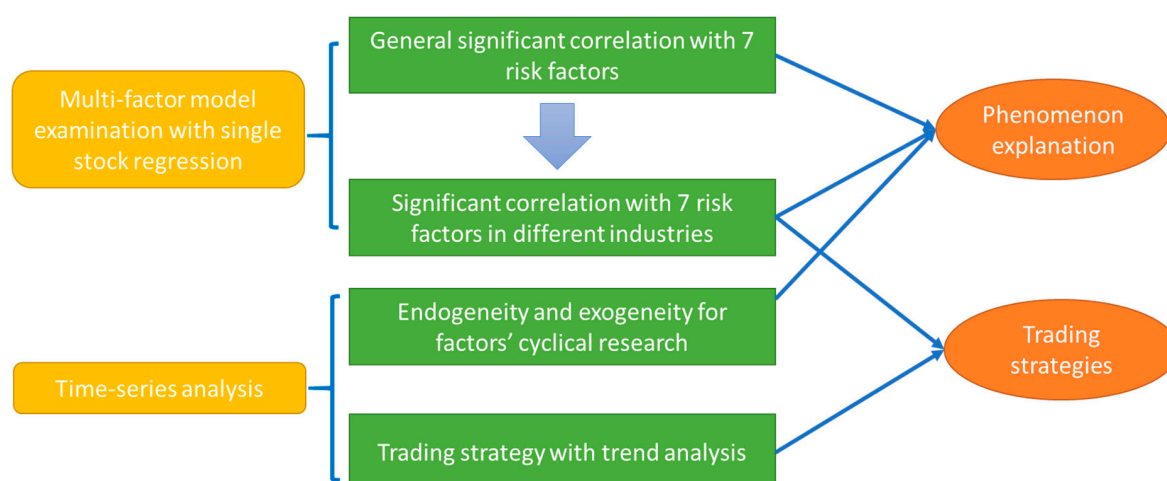 General significant correlation with 7
risk factors
Multi-factor model
examination with single
stock regression
Phenomenon
explanation
Significant correlation with 7 risk
factors in different industries
Endogeneity and exogeneity for
factors’ cyclical research
Trading
strategies
Time-series analysis
Trading strategy with trend analysis